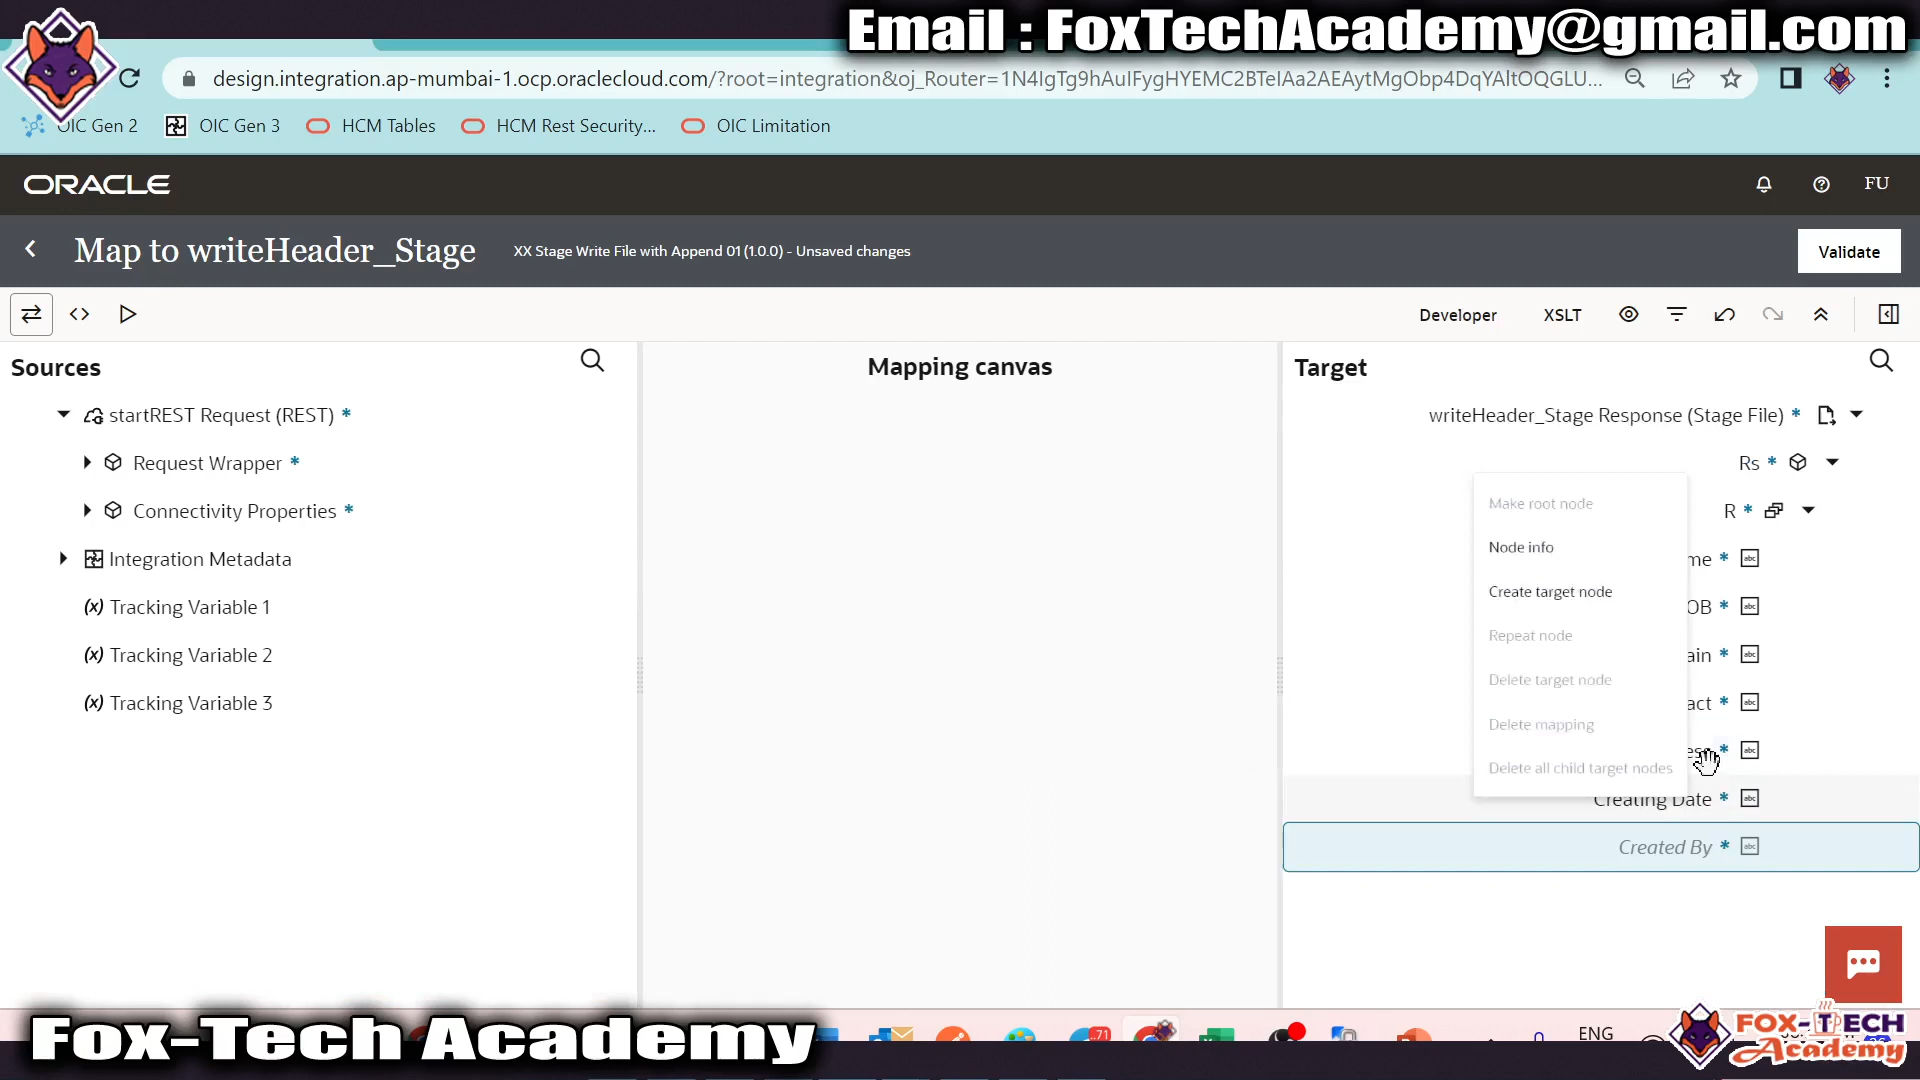 Email : FoxTechAcademy@gmail.com
design.integration.ap-mumbai-1.ocp.oraclecloud.com/?root=integration&oj_Router=1N4IgTg9hAuIFygHYEMC2BTeIAa2AEAytMgObp4DqYAltOQGLU...
OIC Gen 2
OIC Gen 3
HCM Tables
HCM Rest Security...
OIC Limitation
ORACLE
FU
Map to writeHeader_Stage
XX Stage Write File with Append 01 (1.0.0) - Unsaved changes
Validate
Developer
XSLT
Sources
Mapping canvas
Target
startREST Request (REST) *
writeHeader_Stage Response (Stage File) *
Request Wrapper *
Rs *
Connectivity Properties *
R *
Integration Metadata
Tracking Variable 1
Tracking Variable 2
Tracking Variable 3
Make root node
Node info
Create target node
Repeat node
Delete target node
Delete mapping
Delete all child target nodes
me *
OB *
ain *
act *
Creating Date *
Created By *
Fox-Tech Academy
71
ENG
FOX-TECH
Academy